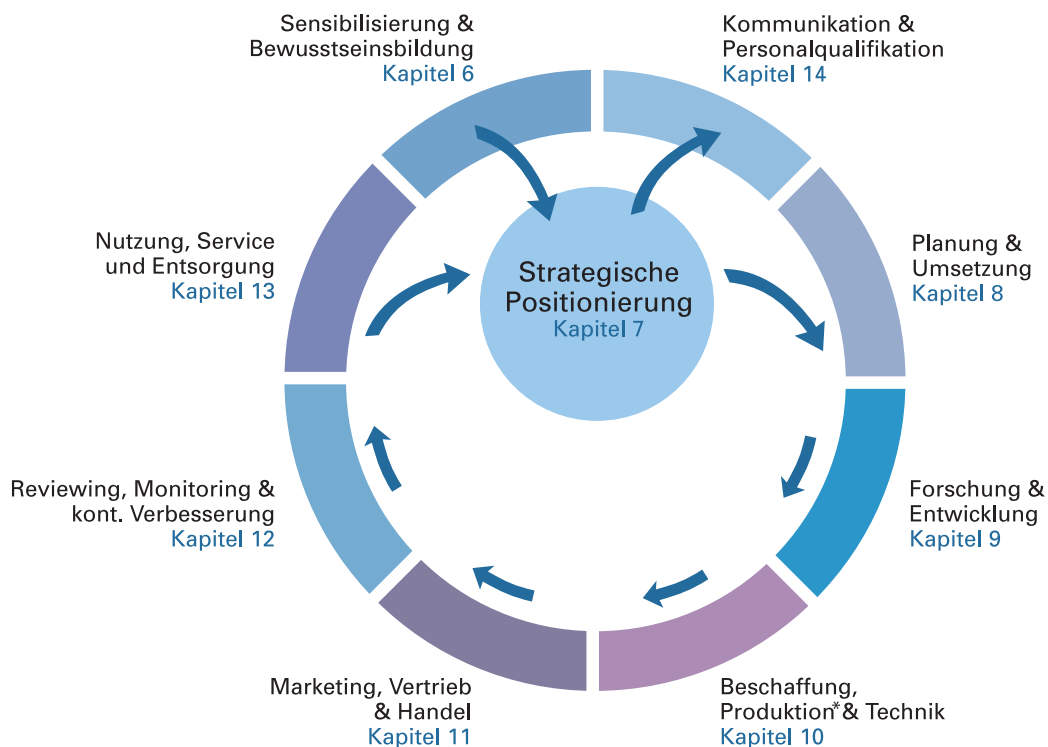 Sensibilisierung &
Bewusstseinsbildung
Kapitel 6
Kommunikation &
Personalqualifikation
Kapitel 14
Nutzung, Service
und Entsorgung
Kapitel 13
Strategische
Positionierung
Kapitel 7
Planung &
Umsetzung
Kapitel 8
Reviewing, Monitoring &
kont. Verbesserung
Kapitel 12
Forschung &
Entwicklung
Kapitel 9
Marketing, Vertrieb
& Handel
Kapitel 11
Beschaffung,
Produktion* & Technik
Kapitel 10